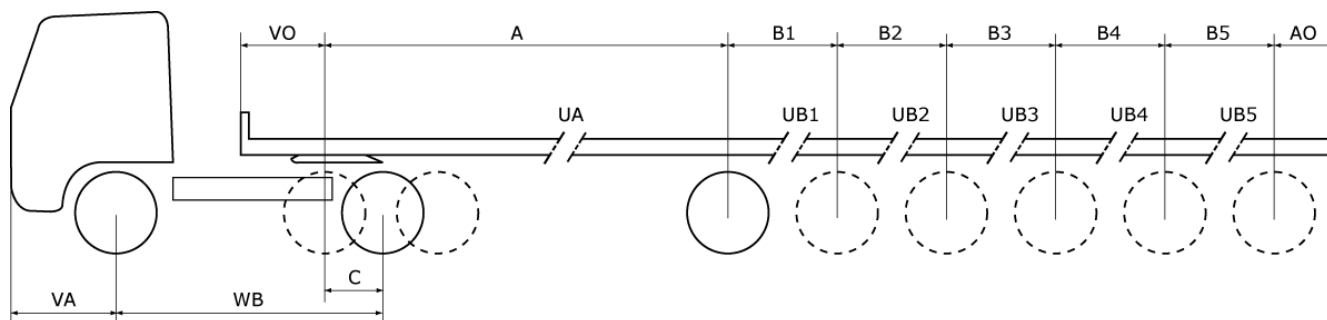 VO A B1 B2 B3 B4 B5 AO
UA UB1 UB2 UB3 UB4 UB5
C
VA WB